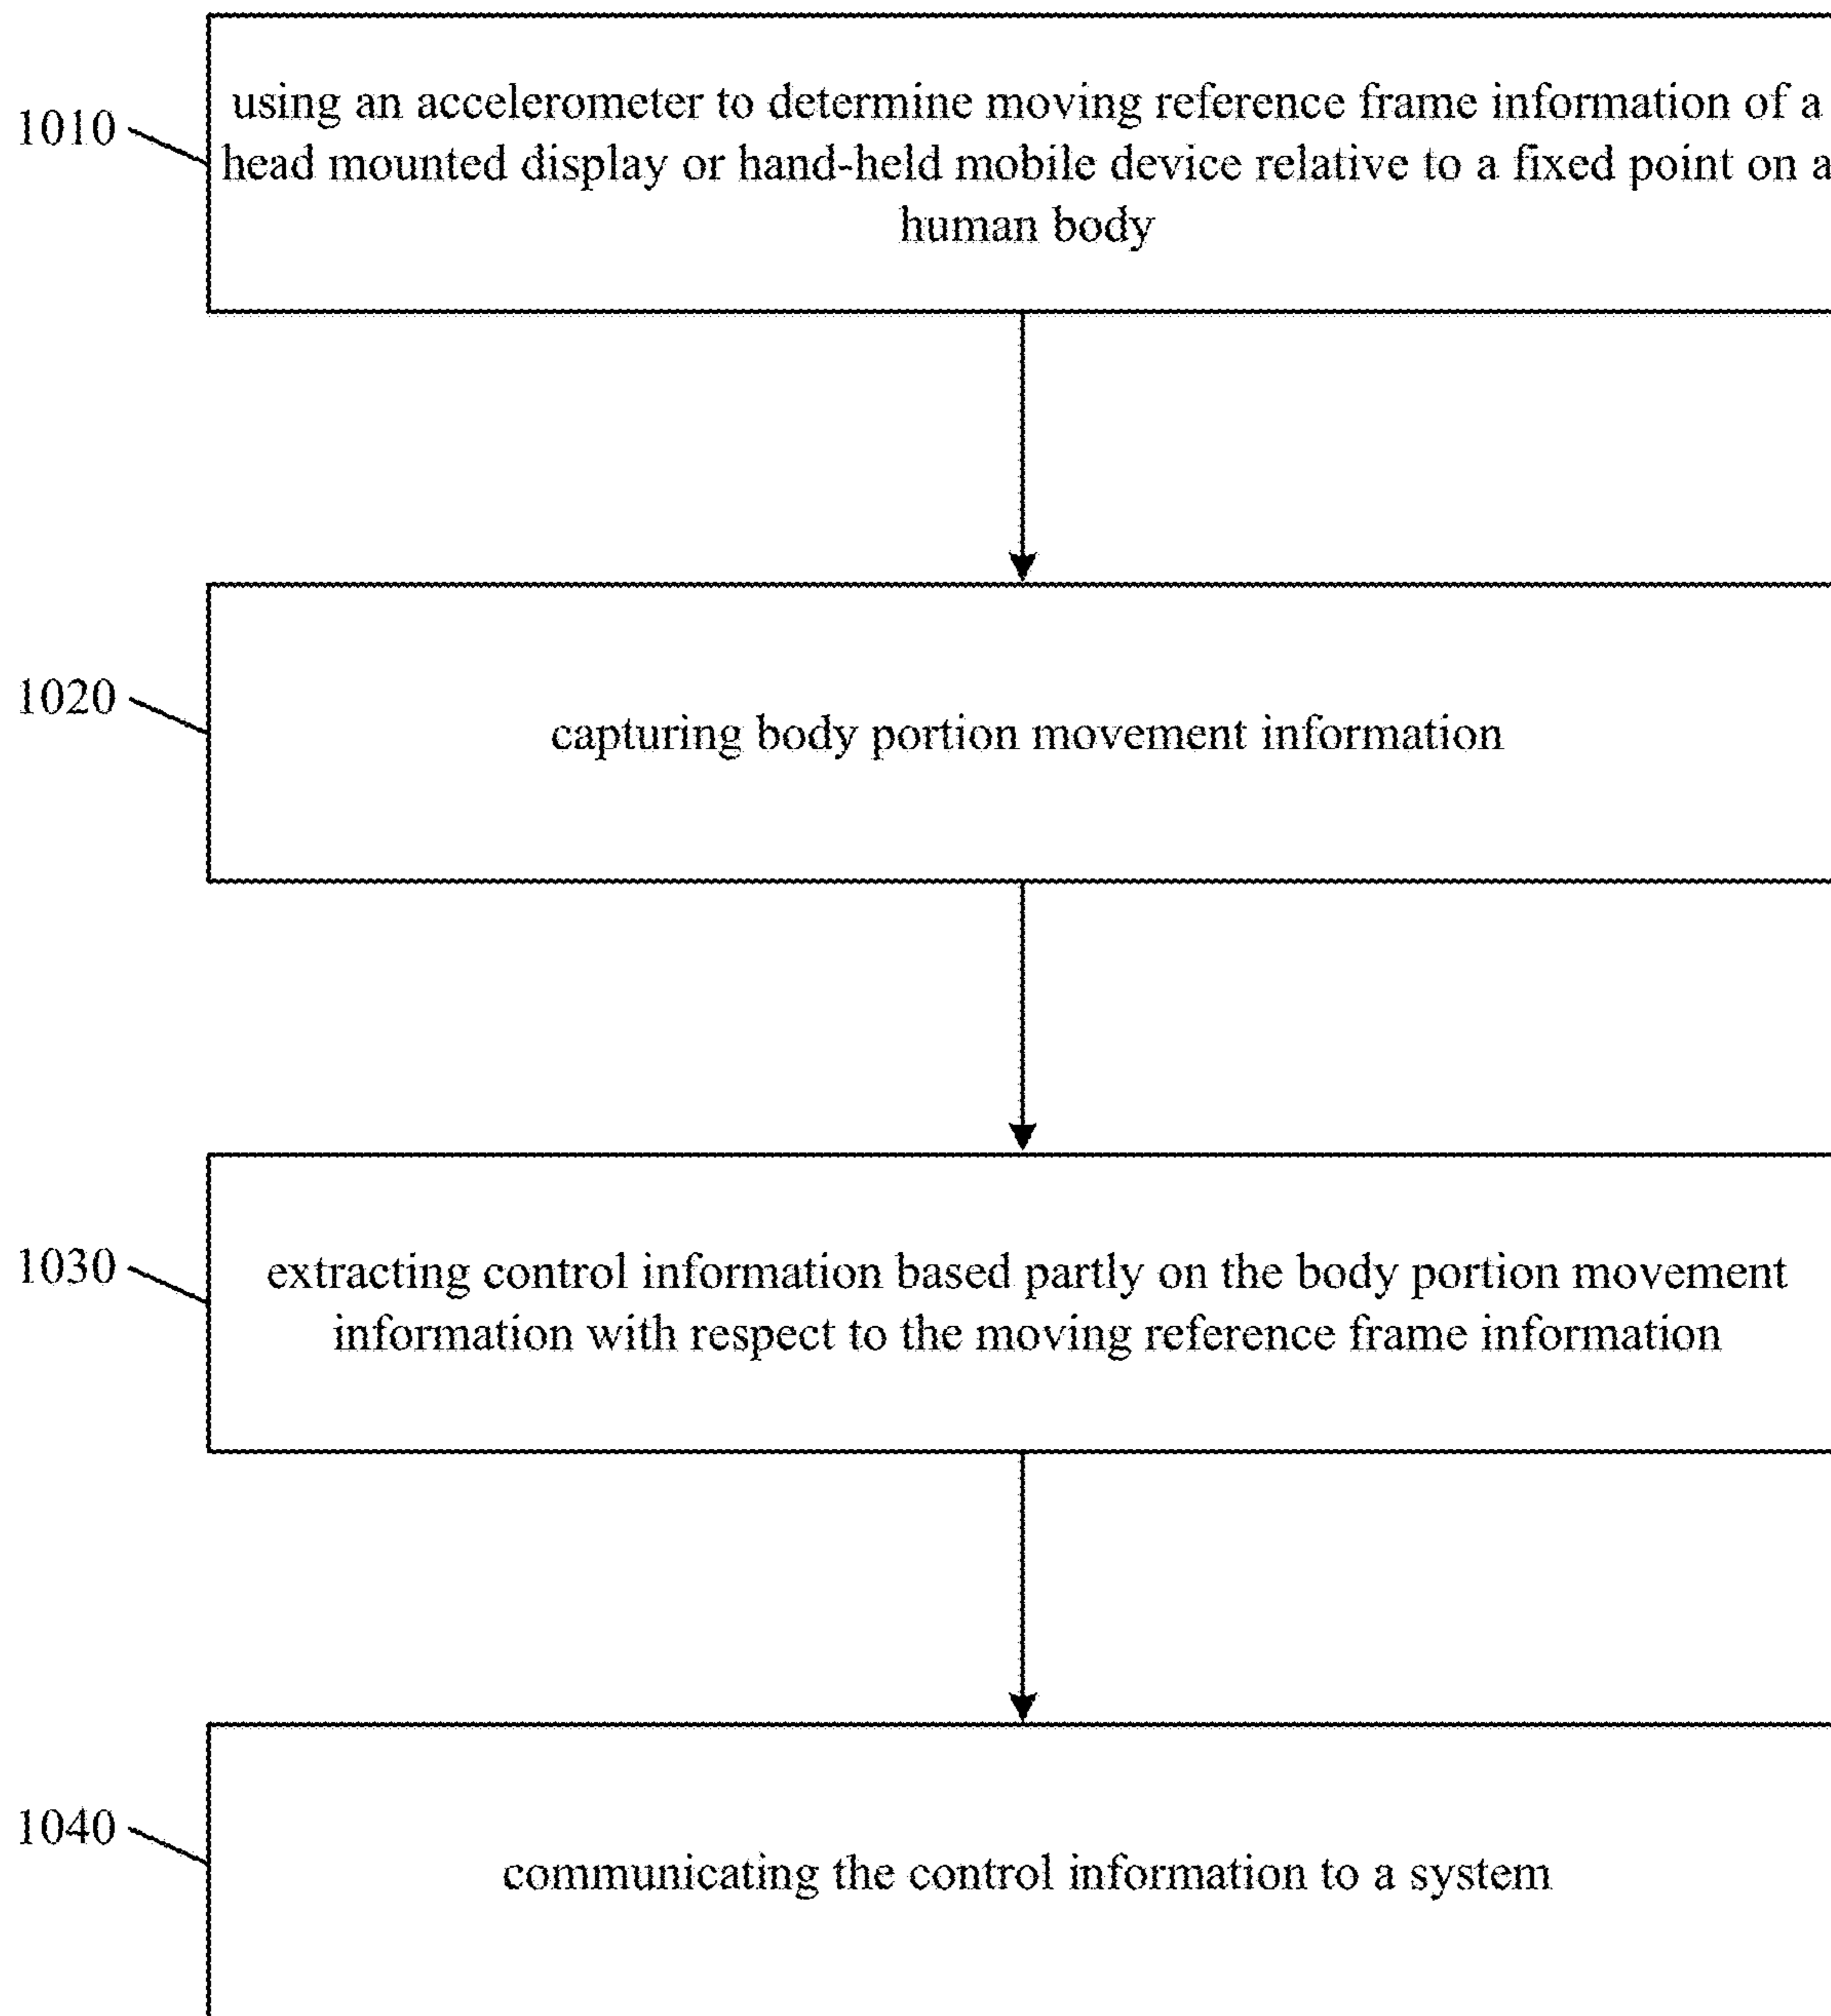 1010
using an accelerometer to determine moving reference frame information of a
head mounted display or hand-held mobile device relative to a fixed point on a
human body
1020
capturing body portion movement information
1030
extracting control information based partly on the body portion movement
information with respect to the moving reference frame information
1040
communicating the control information to a system